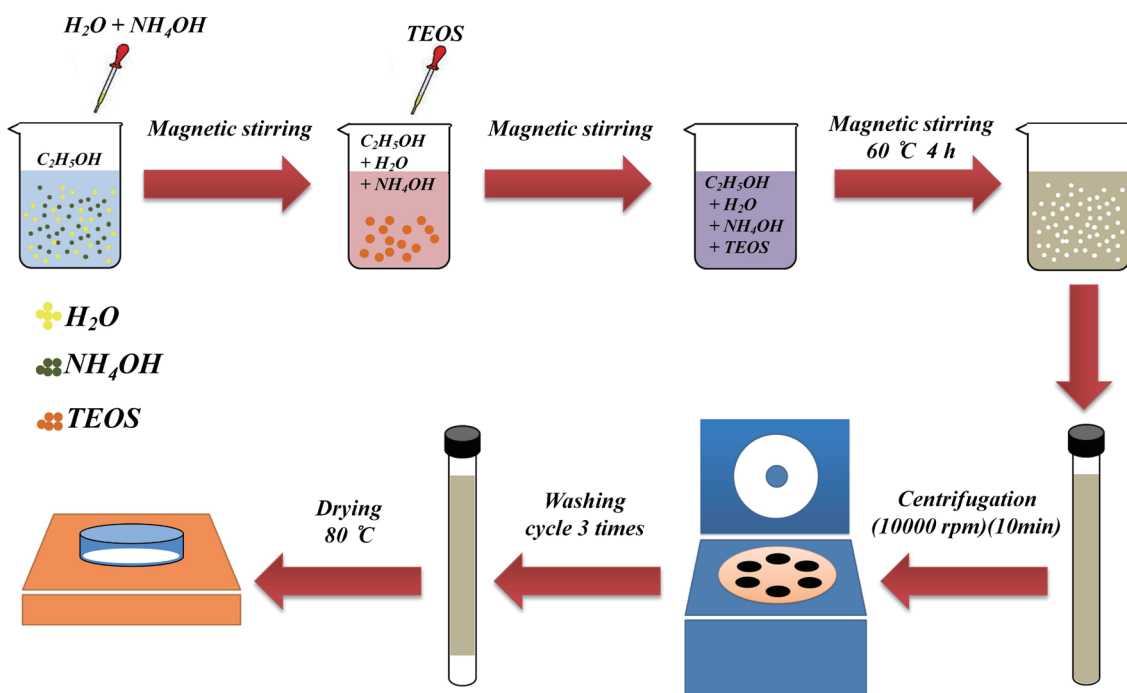 H₂O + NH₄OH
TEOS
C₂H₅OH
Magnetic stirring
C₂H₅OH
+ H₂O
+ NH₄OH
Magnetic stirring
C₂H₅OH
+ H₂O
+ NH₄OH
+ TEOS
Magnetic stirring
60 ℃ 4 h
H₂O
NH₄OH
TEOS
Centrifugation
(10000 rpm)(10min)
Washing
cycle 3 times
Drying
80 ℃